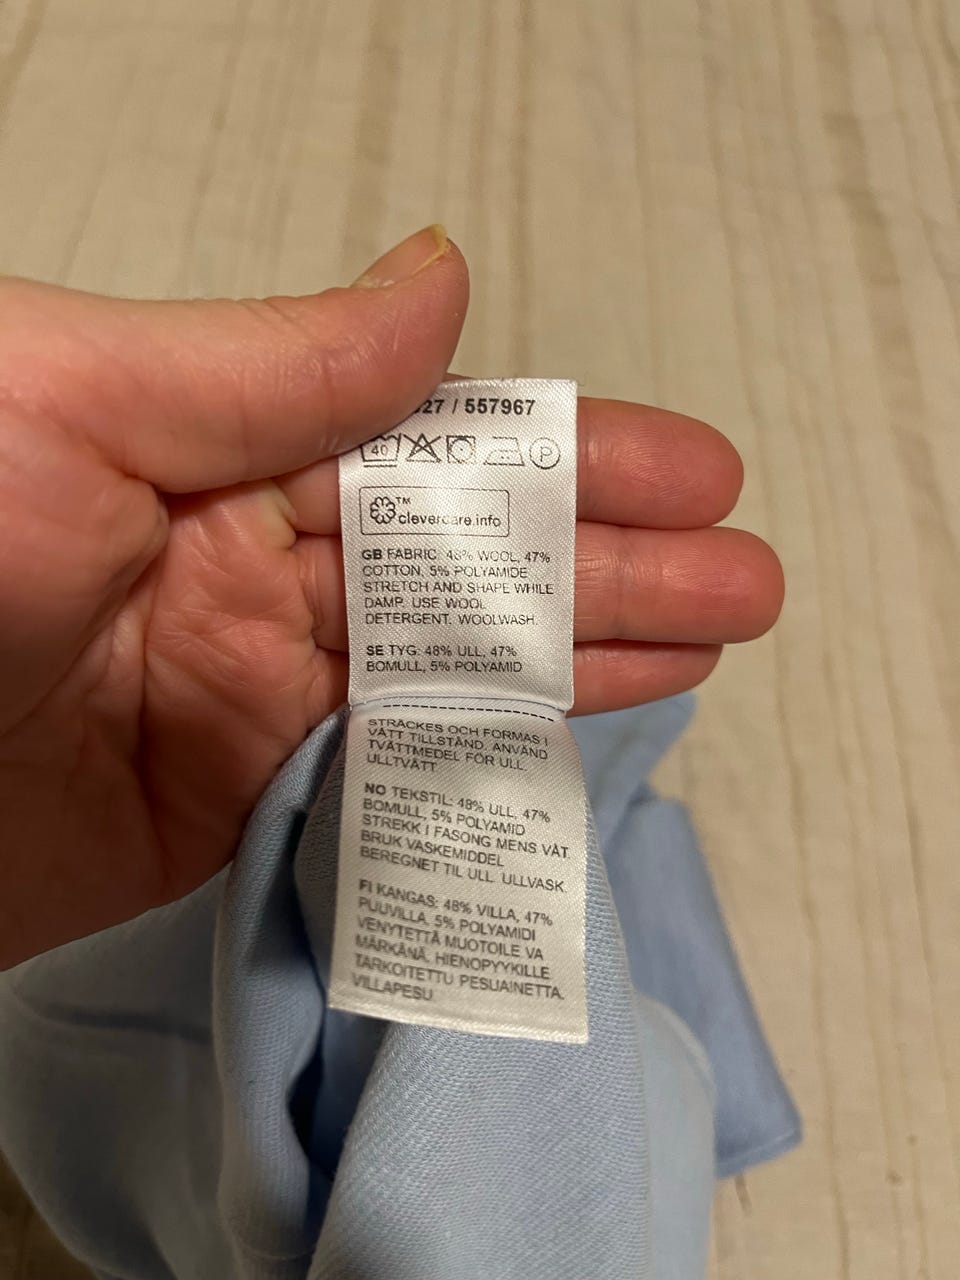 27 / 557967
40 P
TM
clevercare.info
GB FABRIC: 48% WOOL, 47%
COTTON, 5% POLYAMIDE
STRETCH AND SHAPE WHILE
DAMP. USE WOOL
DETERGENT. WOOLWASH.
SE TYG: 48% ULL, 47%
BOMULL, 5% POLYAMID
STRÄCKES OCH FORMAS I
VÅTT TILLSTÅND. ANVÄND
TVÄTTMEDEL FÖR ULL.
ULLTVÄTT
NO TEKSTIL: 48% ULL, 47%
BOMULL, 5% POLYAMID
STREKK I FASONG MENS VÅT.
BRUK VASKEMIDDEL
BEREGNET TIL ULL. ULLVASK.
FI KANGAS: 48% VILLA, 47%
PUUVILLA, 5% POLYAMIDI
VENYTETTÄ MUOTOILE VA
MÄRKÄNÄ. HIENOPYYKILLE
TARKOITETTU PESUAINETTA.
VILLAPESU